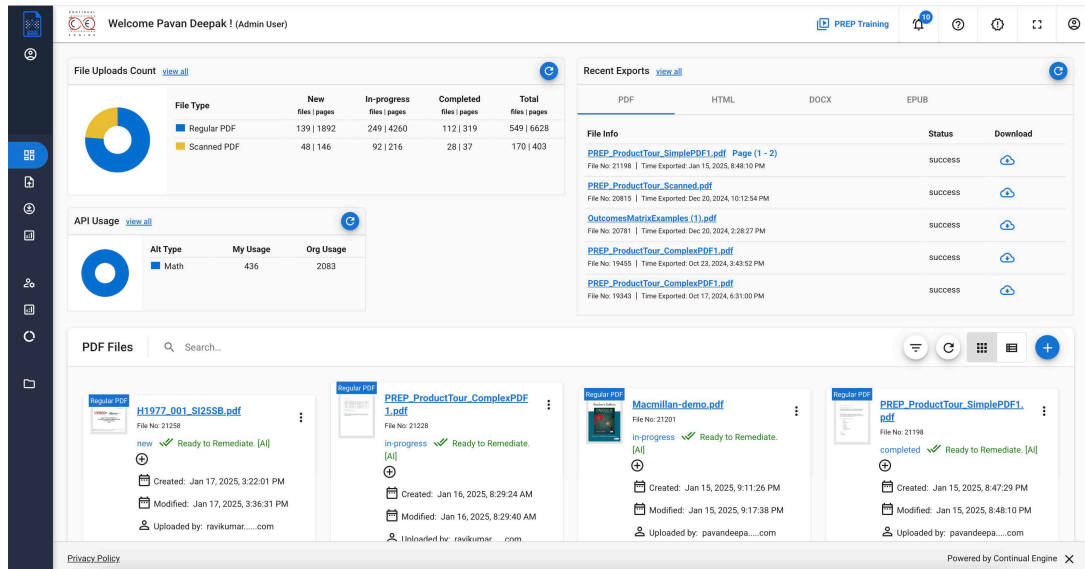 CONTINUAL
ENGINE
Welcome Pavan Deepak ! (Admin User)
PREP Training
10
File Uploads Count view all
File Type New In-progress Completed Total
files | pages files | pages files | pages files | pages
Regular PDF 139 | 1892 249 | 4260 112 | 319 549 | 6628
Scanned PDF 48 | 146 92 | 216 28 | 37 170 | 403
API Usage view all
Alt Type My Usage Org Usage
Math 436 2083
Recent Exports view all
PDF HTML DOCX EPUB
File Info Status Download
PREP_ProductTour_SimplePDF1.pdf Page (1 - 2)
File No: 21198 | Time Exported: Jan 15, 2025, 8:48:10 PM
success
PREP_ProductTour_Scanned.pdf
File No: 20815 | Time Exported: Dec 20, 2024, 10:12:54 PM
success
OutcomesMatrixExamples (1).pdf
File No: 20781 | Time Exported: Dec 20, 2024, 2:28:27 PM
success
PREP_ProductTour_ComplexPDF1.pdf
File No: 19455 | Time Exported: Oct 23, 2024, 3:43:52 PM
success
PREP_ProductTour_ComplexPDF1.pdf
File No: 19343 | Time Exported: Oct 17, 2024, 6:31:00 PM
success
PDF Files Search...
Regular PDF
H1977_001_SI25SB.pdf
File No: 21258
new Ready to Remediate. [AI]
Created: Jan 17, 2025, 3:22:01 PM
Modified: Jan 17, 2025, 3:36:31 PM
Uploaded by: ravikumar......com
Regular PDF
PREP_ProductTour_ComplexPDF
1.pdf
File No: 21228
in-progress Ready to Remediate.
[AI]
Created: Jan 16, 2025, 8:29:24 AM
Modified: Jan 16, 2025, 8:29:40 AM
Uploaded by: ravikumar......com
Regular PDF
Macmillan-demo.pdf
File No: 21201
in-progress Ready to Remediate.
[AI]
Created: Jan 15, 2025, 9:11:26 PM
Modified: Jan 15, 2025, 9:17:38 PM
Uploaded by: pavandeepa.....com
Regular PDF
PREP_ProductTour_SimplePDF1.
pdf
File No: 21198
completed Ready to Remediate. [AI]
Created: Jan 15, 2025, 8:47:29 PM
Modified: Jan 15, 2025, 8:48:10 PM
Uploaded by: pavandeepa.....com
Privacy Policy
Powered by Continual Engine